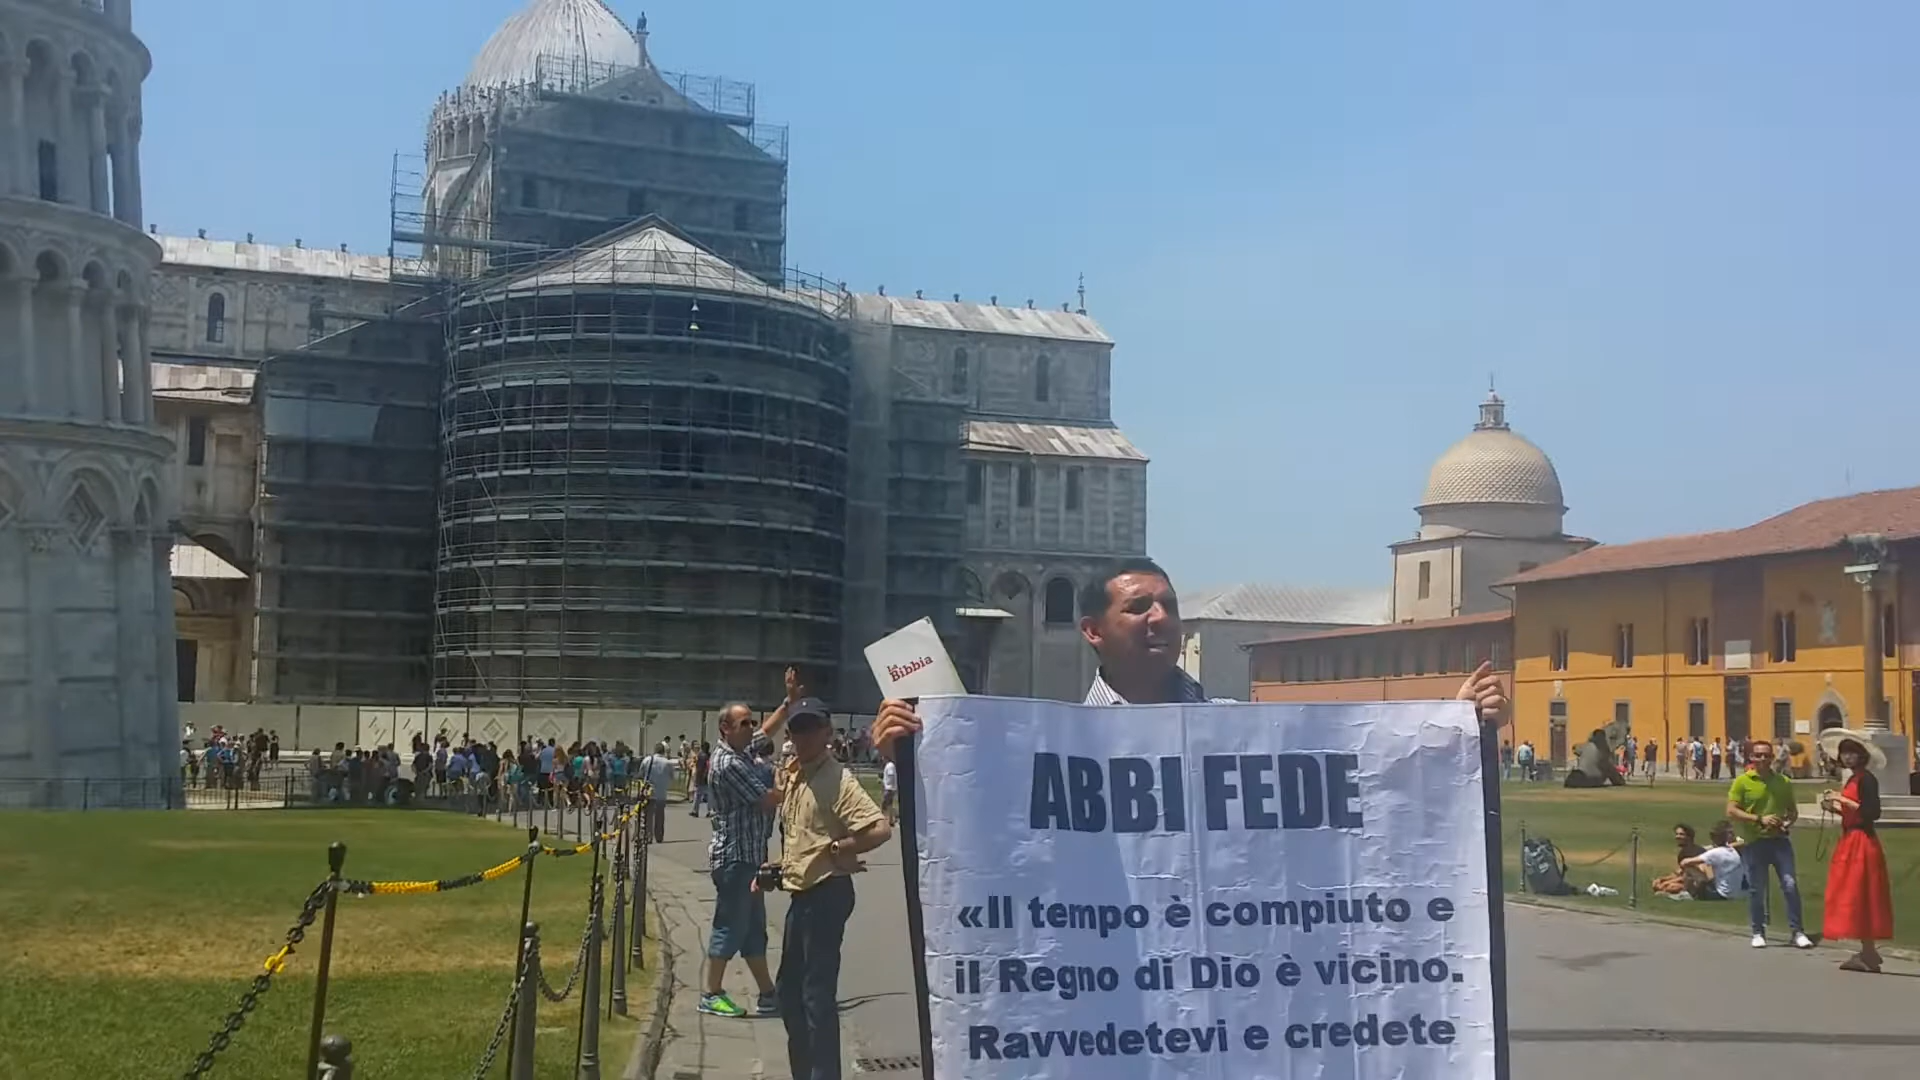 la
Bibbia
ABBI FEDE
«Il tempo è compiuto e
il Regno di Dio è vicino.
Ravvedetevi e credete